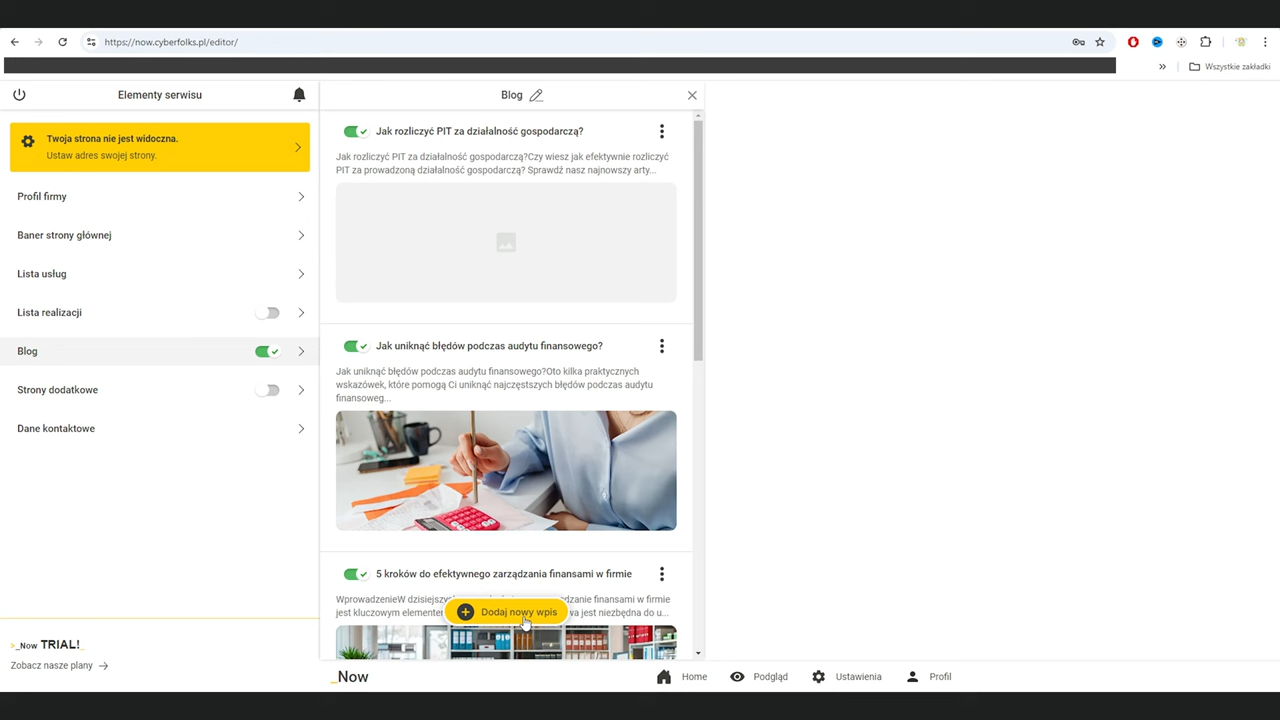 https://now.cyberfolks.pl/editor/
Wszystkie zakładki
Elementy serwisu
Twoja strona nie jest widoczna.
Ustaw adres swojej strony.
Profil firmy
Baner strony głównej
Lista usług
Lista realizacji
Blog
Strony dodatkowe
Dane kontaktowe
>_Now TRIAL!_
Zobacz nasze plany
Blog
Jak rozliczyć PIT za działalność gospodarczą?
Jak rozliczyć PIT za działalność gospodarczą?Czy wiesz jak efektywnie rozliczyć
PIT za prowadzoną działalność gospodarczą? Sprawdź nasz najnowszy arty...
Jak uniknąć błędów podczas audytu finansowego?
Jak uniknąć błędów podczas audytu finansowego?Oto kilka praktycznych
wskazówek, które pomogą Ci uniknąć najczęstszych błędów podczas audytu
finansoweg...
5 kroków do efektywnego zarządzania finansami w firmie
WprowadzenieW dzisiejszy finansami w firmie
jest kluczowym elemente jest niezbędna do u...
Dodaj nowy wpis
_Now
Home
Podgląd
Ustawienia
Profil